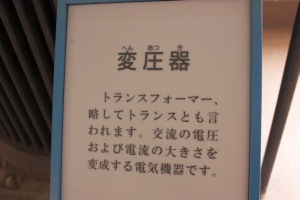 へん あつ き
変圧器
トランスフォーマー、
略してトランスとも言
われます。交流の電圧
および電流の大きさを
変成する電気機器です。